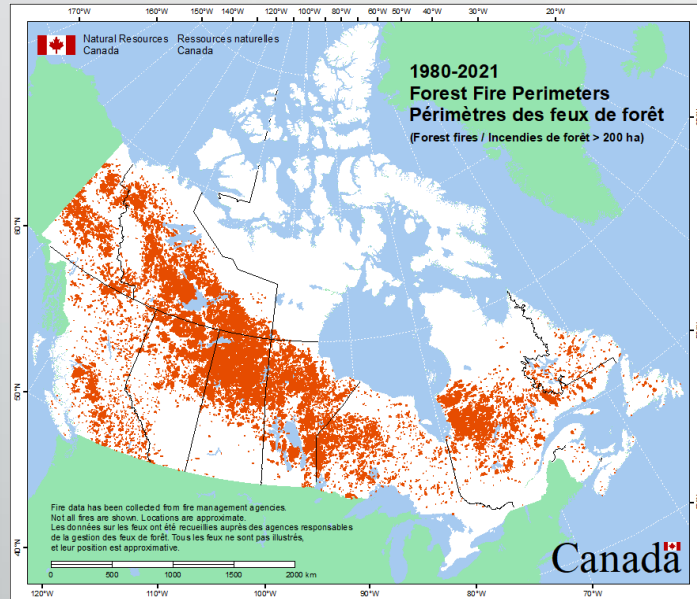 170°W 160°W 150°W 140°W 130°W 120°W 110°W 100°W 90°W 80°W 70°W 60°W 50°W 40°W 30°W 20°W
Natural Resources Ressources naturelles
Canada Canada
1980-2021
Forest Fire Perimeters
Périmètres des feux de forêt
(Forest fires / Incendies de forêt > 200 ha)
60°N
50°N
40°N
Fire data has been collected from fire management agencies.
Not all fires are shown. Locations are approximate.
Les données sur les feux ont été recueillies auprès des agences responsables
de la gestion des feux de forêt. Tous les feux ne sont pas illustrés,
et leur position est approximative.
0 500 1000 1500 2000 km
Canada
120°W 110°W 100°W 90°W 80°W 70°W